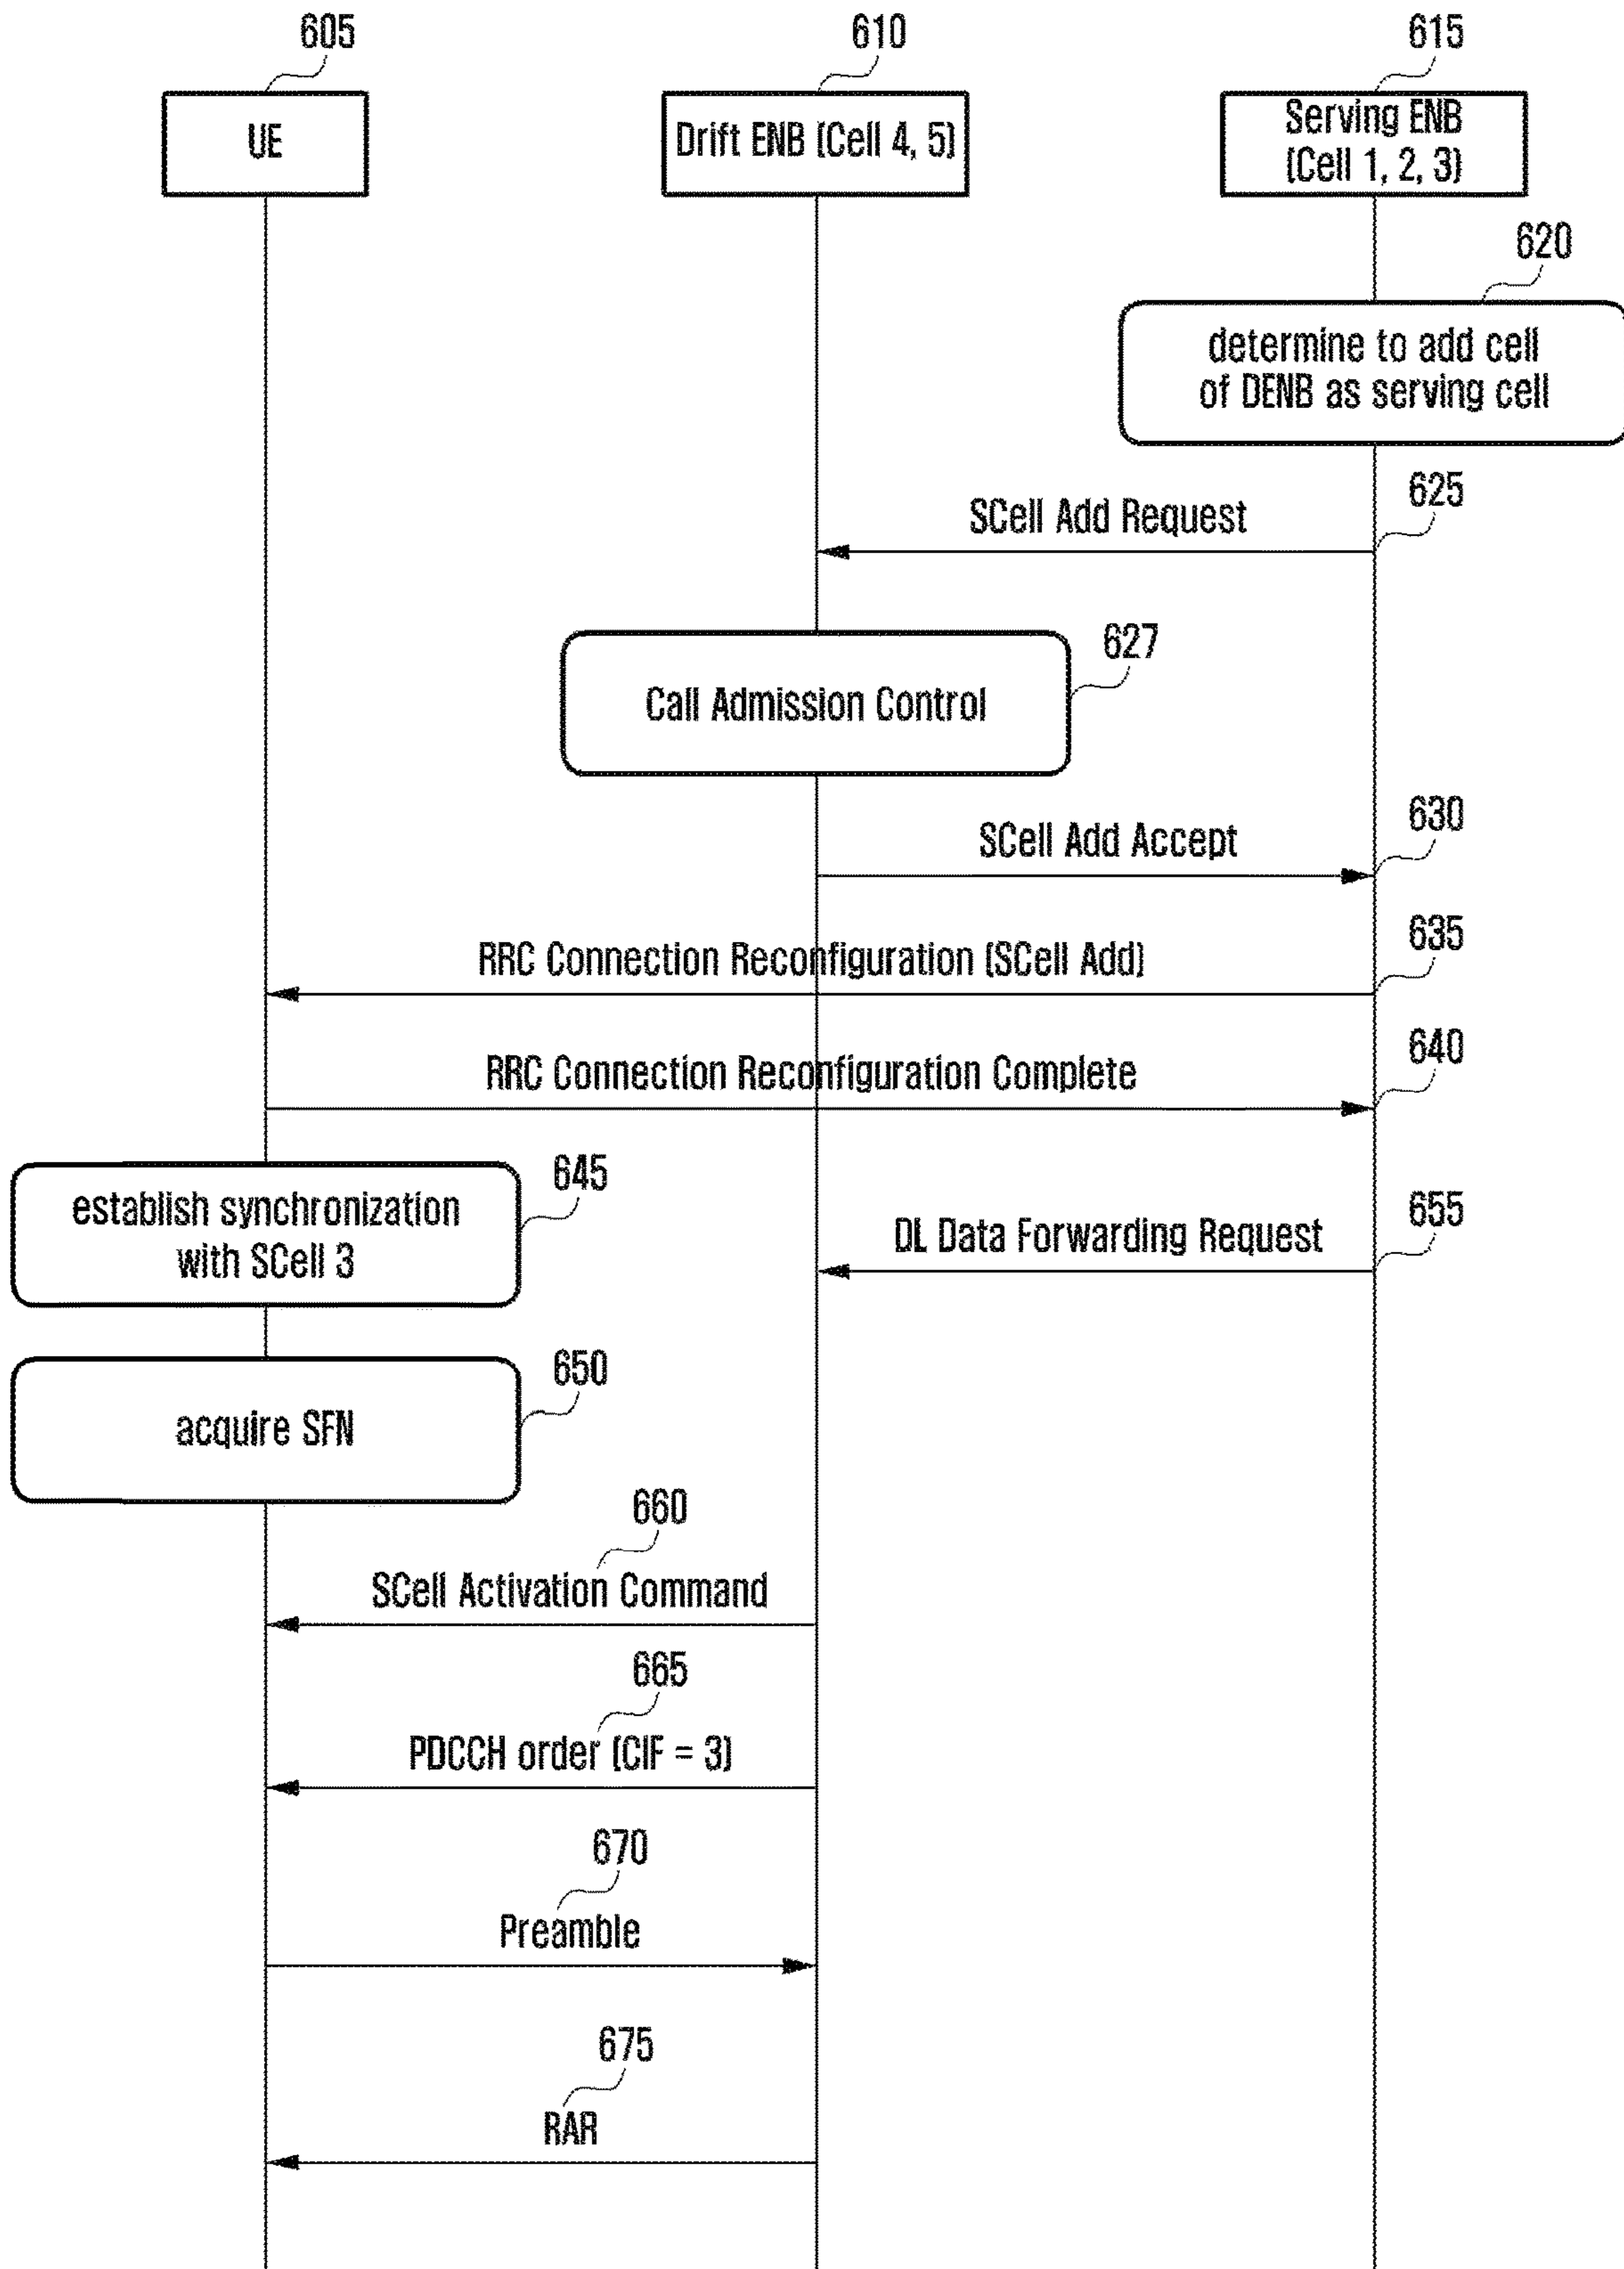 605
610
615
UE
Drift ENB (Cell 4, 5)
Serving ENB
(Cell 1, 2, 3)
620
determine to add cell
of DENB as serving cell
625
SCell Add Request
627
Call Admission Control
630
SCell Add Accept
635
RRC Connection Reconfiguration (SCell Add)
640
RRC Connection Reconfiguration Complete
645
establish synchronization
with SCell 3
655
DL Data Forwarding Request
650
acquire SFN
660
SCell Activation Command
665
PDCCH order (CIF = 3)
670
Preamble
675
RAR